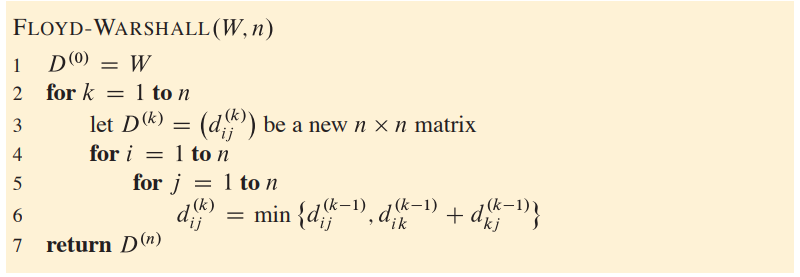 FLOYD-WARSHALL(W, n)
1 D^(0) = W
2 for k = 1 to n
3 let D^(k) = (d_ij^(k)) be a new n × n matrix
4 for i = 1 to n
5 for j = 1 to n
6 d_ij^(k) = min {d_ij^(k−1), d_ik^(k−1) + d_kj^(k−1)}
7 return D^(n)